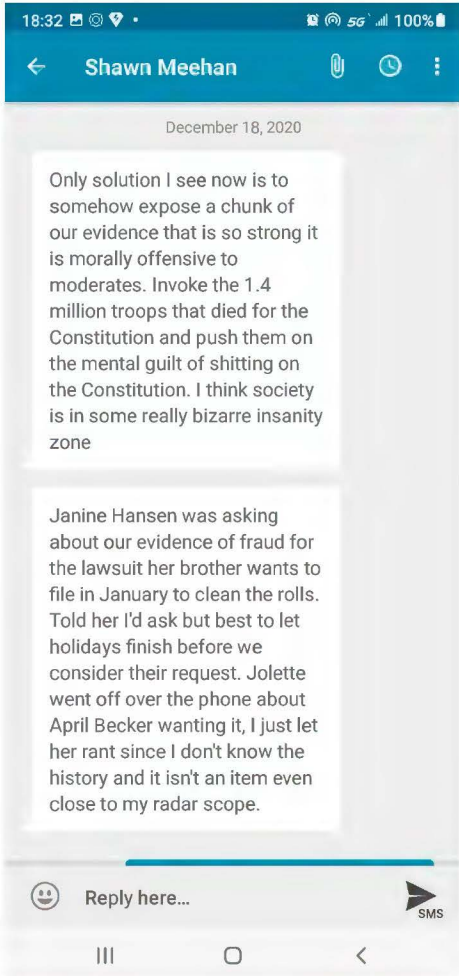 18:32
5G 100%
Shawn Meehan
December 18, 2020
Only solution I see now is to
somehow expose a chunk of
our evidence that is so strong it
is morally offensive to
moderates. Invoke the 1.4
million troops that died for the
Constitution and push them on
the mental guilt of shitting on
the Constitution. I think society
is in some really bizarre insanity
zone
Janine Hansen was asking
about our evidence of fraud for
the lawsuit her brother wants to
file in January to clean the rolls.
Told her I'd ask but best to let
holidays finish before we
consider their request. Jolette
went off over the phone about
April Becker wanting it, I just let
her rant since I don't know the
history and it isn't an item even
close to my radar scope.
Reply here...
SMS